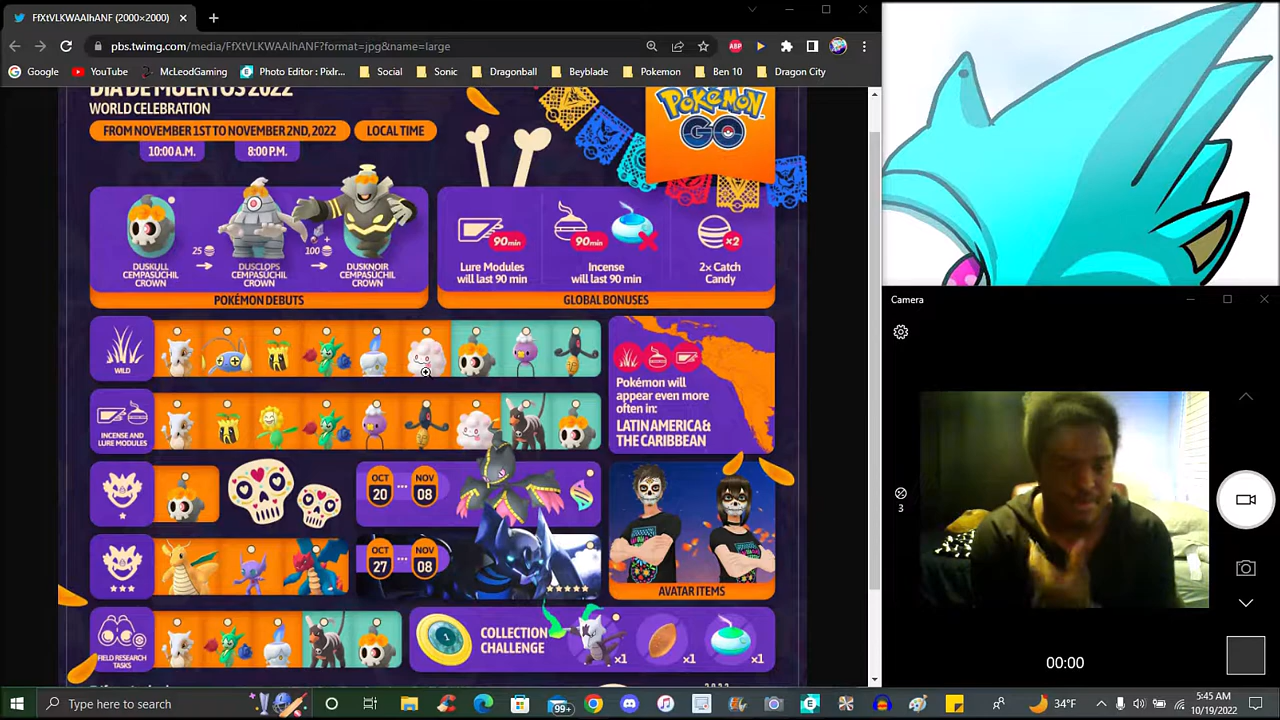 FfXtVLKWAAIhANF (2000×2000)
pbs.twimg.com/media/FfXtVLKWAAIhANF?format=jpg&name=large
ABP
Google
YouTube
McLeodGaming
Photo Editor : Pixlr...
Social
Sonic
Dragonball
Beyblade
Pokemon
Ben 10
Dragon City
DÍA DE MUERTOS 2022
WORLD CELEBRATION
FROM NOVEMBER 1ST TO NOVEMBER 2ND, 2022
LOCAL TIME
10:00 A.M.
8:00 P.M.
POKÉMON
GO
25
100
DUSKULL
CEMPASUCHIL
CROWN
DUSCLOPS
CEMPASUCHIL
CROWN
DUSKNOIR
CEMPASUCHIL
CROWN
POKÉMON DEBUTS
90min
Lure Modules
will last 90 min
90min
Incense
will last 90 min
×2
2× Catch
Candy
GLOBAL BONUSES
WILD
Pokémon will
appear even more
often in:
LATIN AMERICA &
THE CARIBBEAN
INCENSE AND
LURE MODULES
OCT
20
NOV
08
OCT
27
NOV
08
AVATAR ITEMS
FIELD RESEARCH
TASKS
COLLECTION
CHALLENGE
×1
×1
×1
Camera
3
00:00
Type here to search
99+
34°F
5:45 AM
10/19/2022